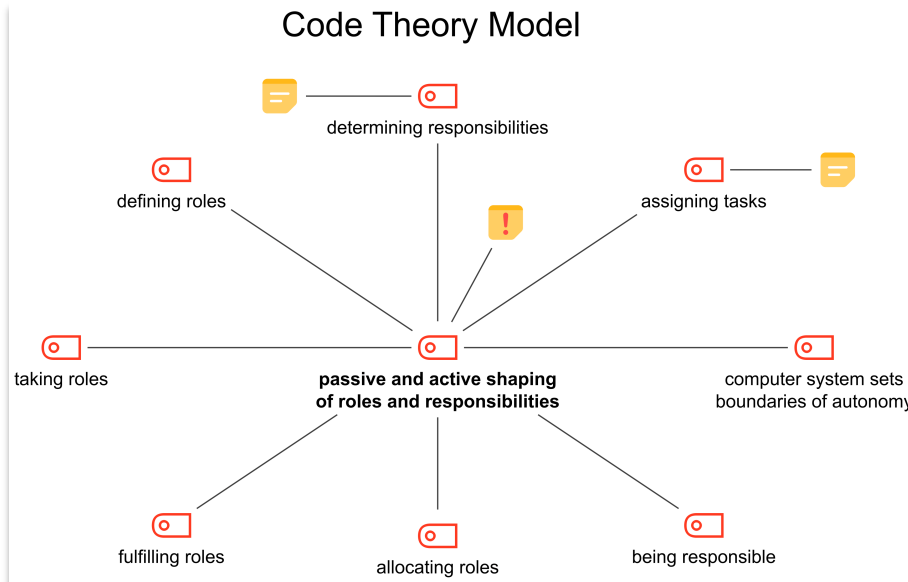 Code Theory Model
determining responsibilities
defining roles
assigning tasks
taking roles
passive and active shaping
of roles and responsibilities
computer system sets
boundaries of autonomy
fulfilling roles
allocating roles
being responsible